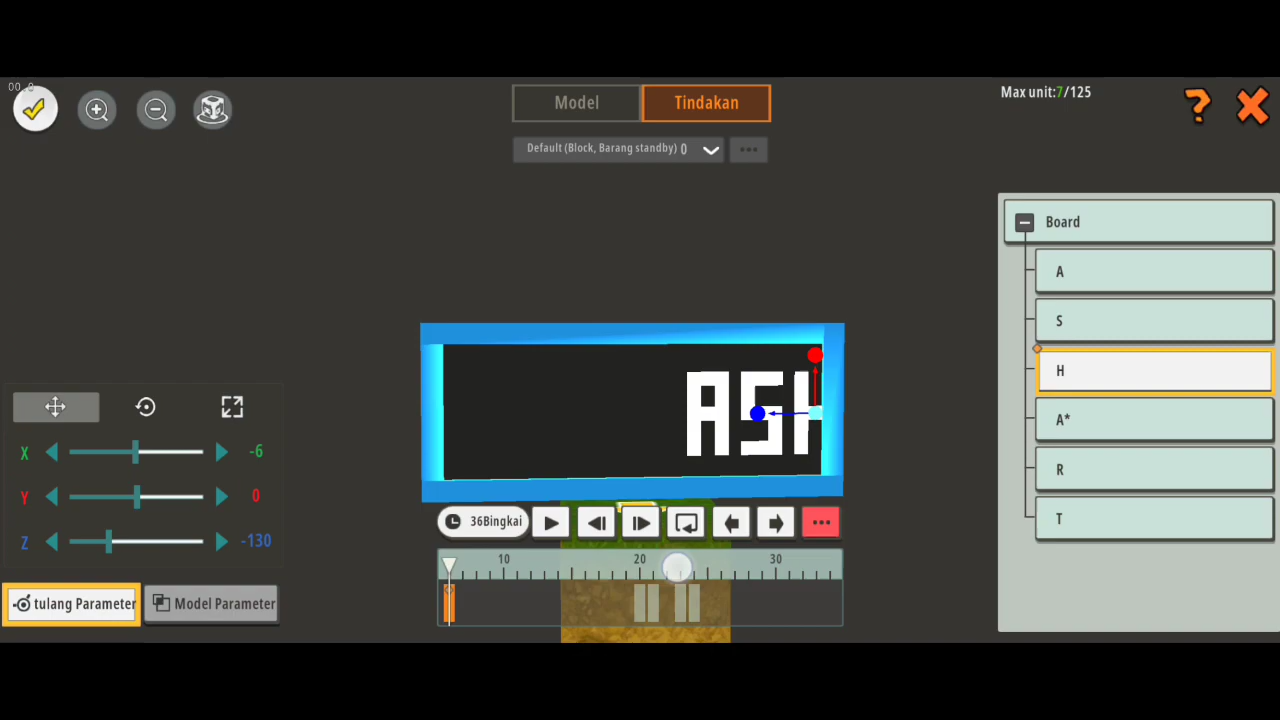 00
Model
Tindakan
Max unit:7/125
Default (Block, Barang standby) 0
Board
A
S
H
A*
R
T
ASH
X
-6
Y
0
Z
-130
36Bingkai
10
20
30
tulang Parameter
Model Parameter